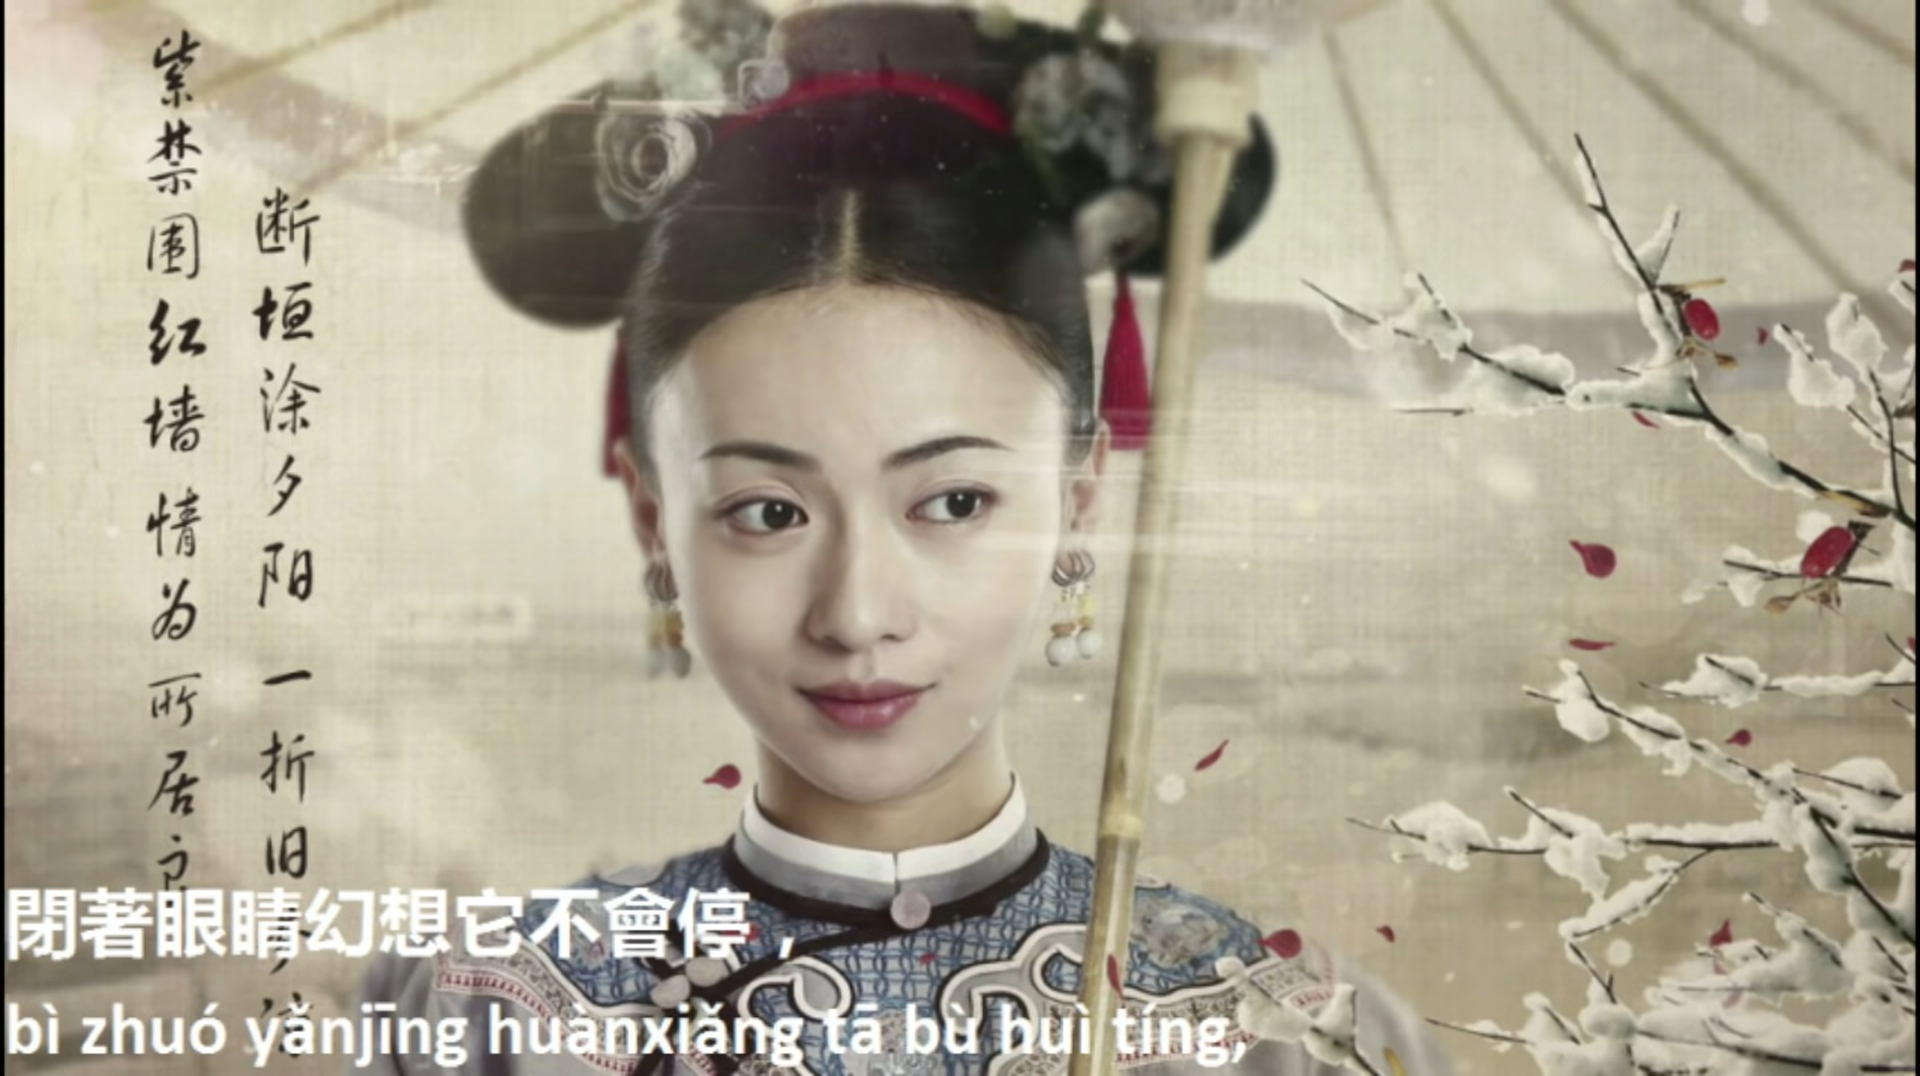 紫禁围红墙情为所居
断垣涂夕阳一折旧
閉著眼睛幻想它不會停，
bì zhuó yǎnjīng huànxiǎng tā bù huì tíng,